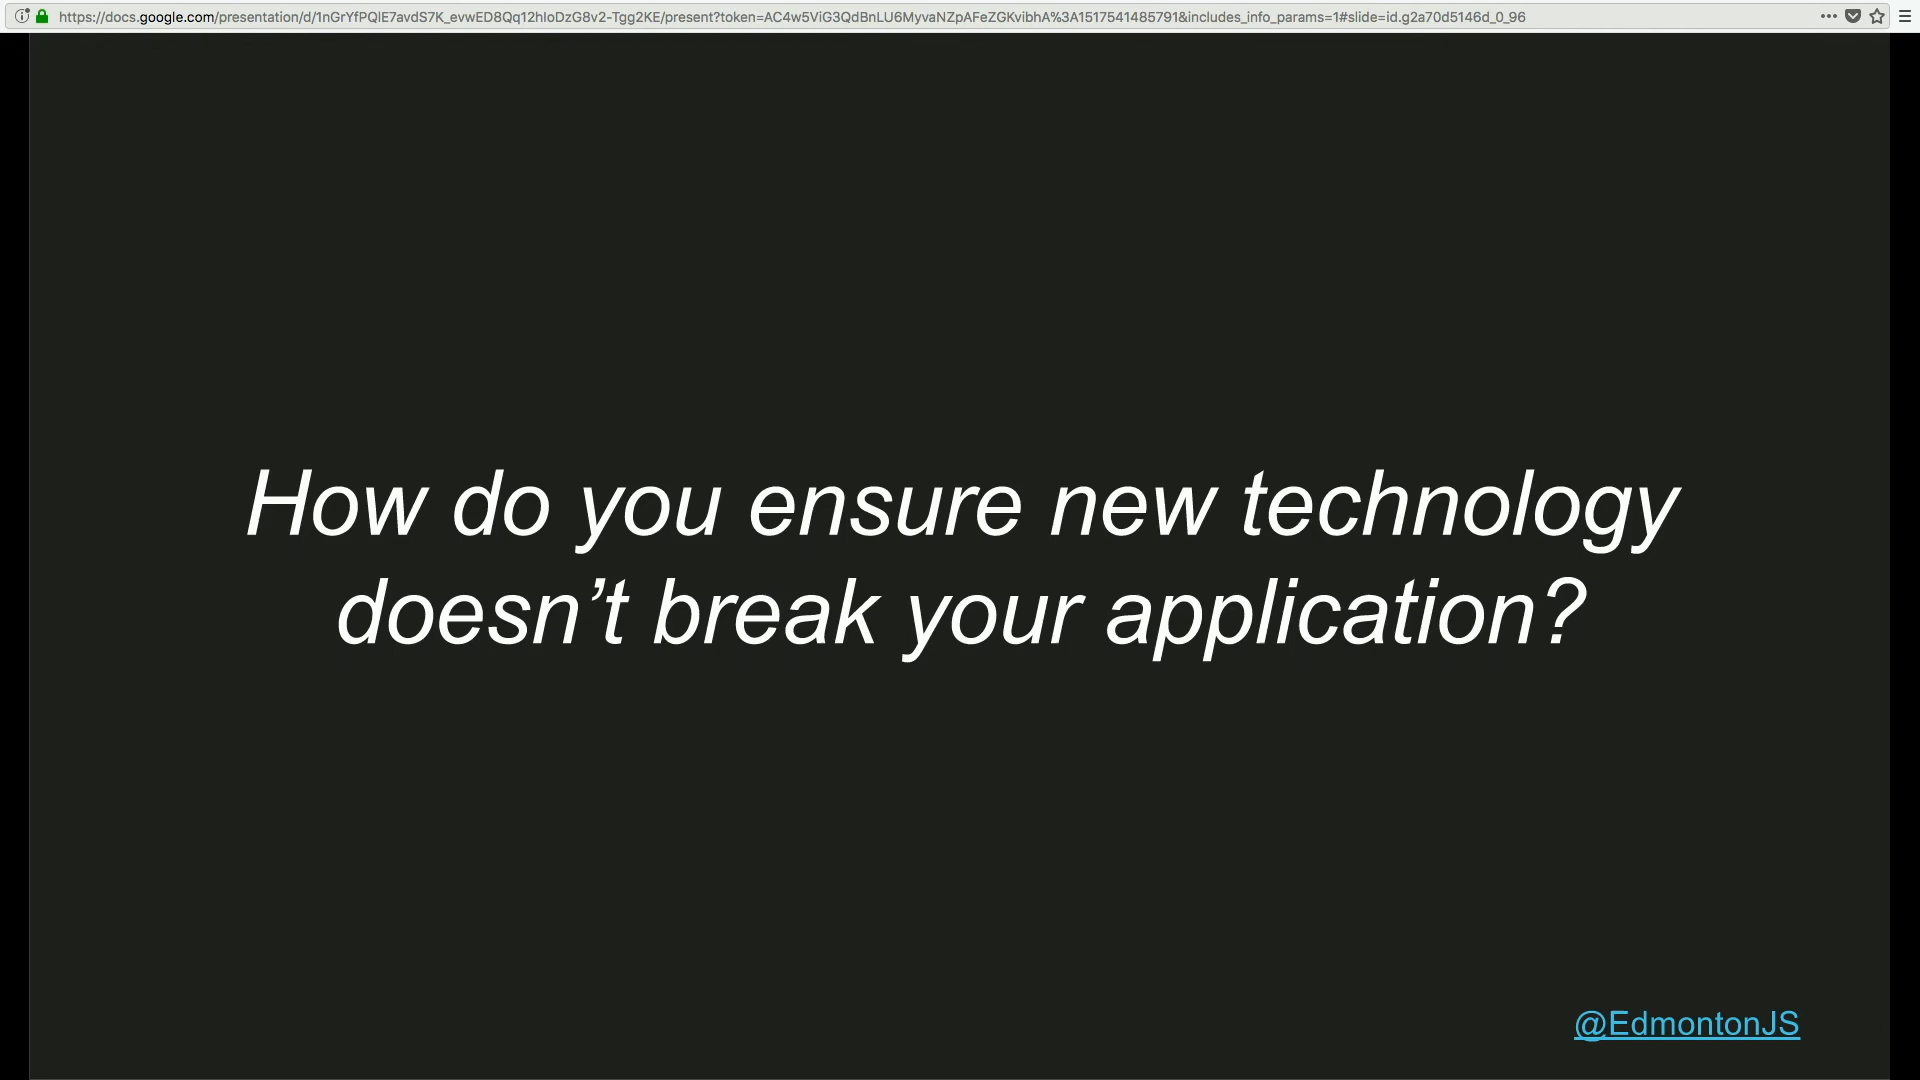 https://docs.google.com/presentation/d/1nGrYfPQIE7avdS7K_evwED8Qq12hIoDzG8v2-Tgg2KE/present?token=AC4w5ViG3QdBnLU6MyvaNZpAFeZGKvibhA%3A1517541485791&includes_info_params=1#slide=id.g2a70d5146d_0_96
How do you ensure new technology
doesn’t break your application?
@EdmontonJS